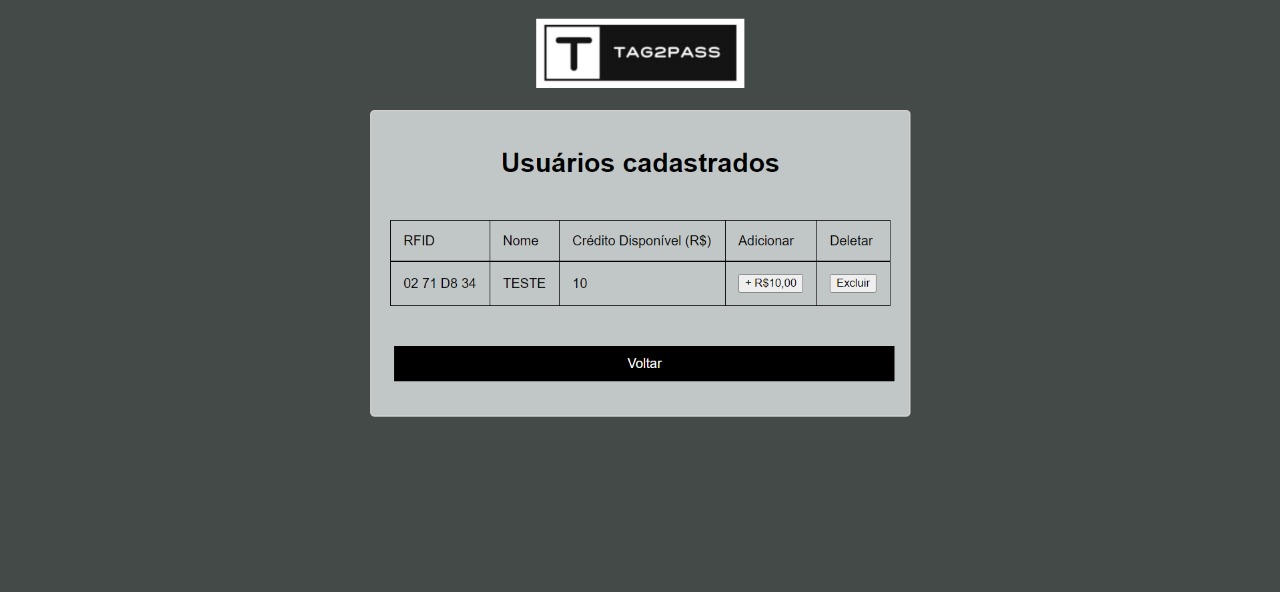 T TAG2PASS
Usuários cadastrados
RFID Nome Crédito Disponível (R$) Adicionar Deletar
02 71 D8 34 TESTE 10 + R$10,00 Excluir
Voltar